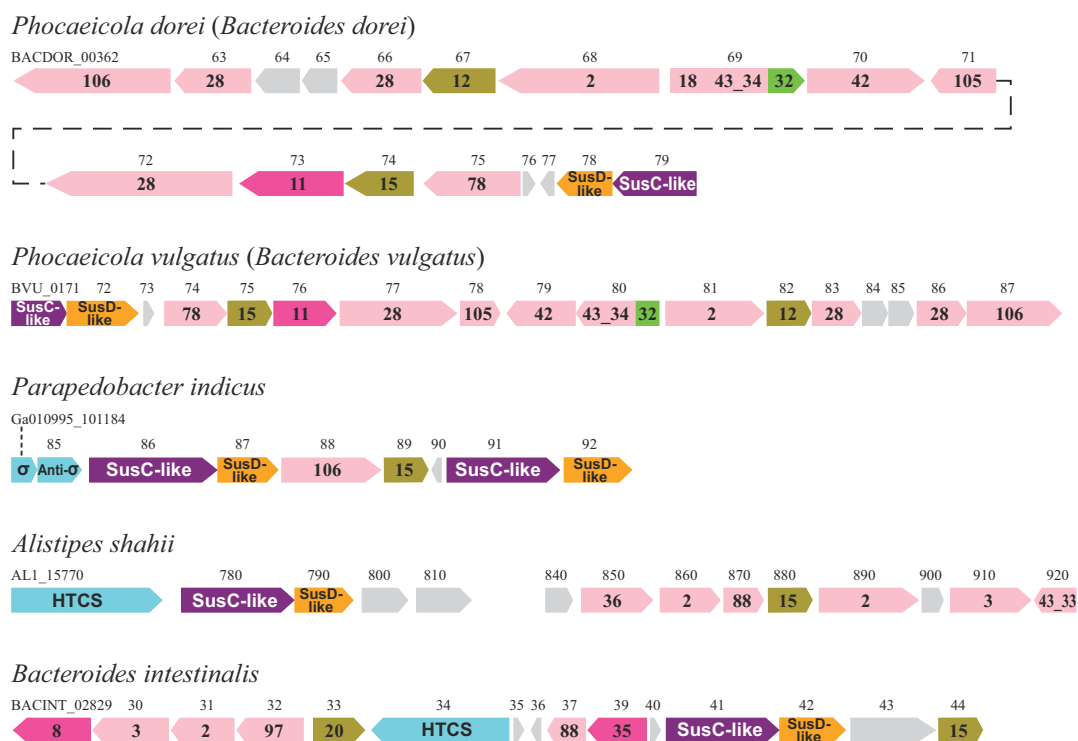 Phocaeicola dorei (Bacteroides dorei)
BACDOR_00362 63 64 65 66 67 68 69 70 71
106 28 28 12 2 18 43_34 32 42 105
72 73 74 75 76 77 78 79
28 11 15 78 SusD-like SusC-like
Phocaeicola vulgatus (Bacteroides vulgatus)
BVU_0171 72 73 74 75 76 77 78 79 80 81 82 83 84 85 86 87
SusC-like SusD-like 78 15 11 28 105 42 43_34 32 2 12 28 28 106
Parapedobacter indicus
Ga010995_101184
85 86 87 88 89 90 91 92
σ Anti-σ SusC-like SusD-like 106 15 SusC-like SusD-like
Alistipes shahii
AL1_15770 780 790 800 810 840 850 860 870 880 890 900 910 920
HTCS SusC-like SusD-like 36 2 88 15 2 3 43_33
Bacteroides intestinalis
BACINT_02829 30 31 32 33 34 35 36 37 39 40 41 42 43 44
8 3 2 97 20 HTCS 88 35 SusC-like SusD-like 15